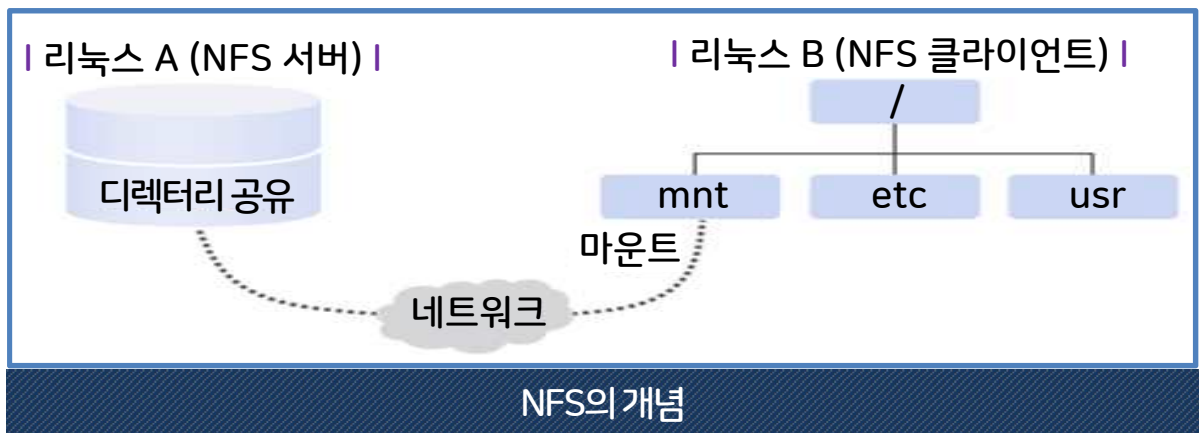 | 리눅스 A (NFS 서버) |
| 리눅스 B (NFS 클라이언트) |
/
디렉터리 공유
mnt
etc
usr
마운트
네트워크
NFS의 개념